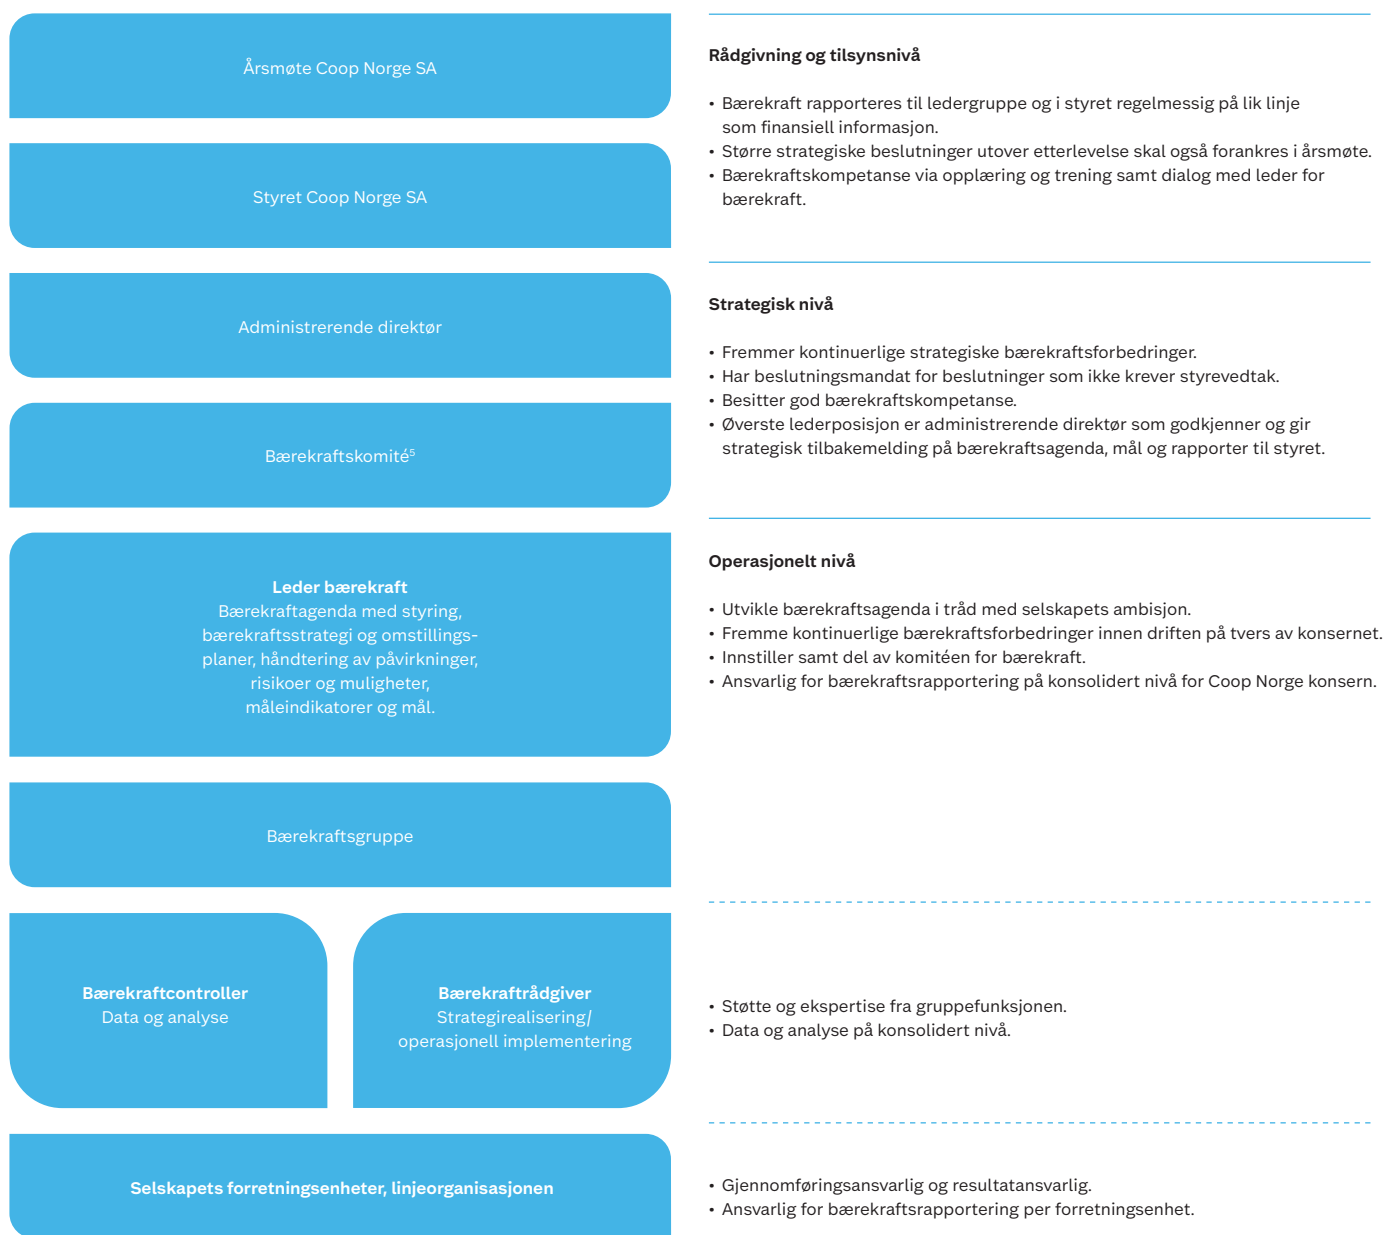 Årsmøte Coop Norge SA
Styret Coop Norge SA
Rådgivning og tilsynsnivå
• Bærekraft rapporteres til ledergruppe og i styret regelmessig på lik linje
som finansiell informasjon.
• Større strategiske beslutninger utover etterlevelse skal også forankres i årsmøte.
• Bærekraftskompetanse via opplæring og trening samt dialog med leder for
bærekraft.
Administrerende direktør
Bærekraftskomité⁵
Strategisk nivå
• Fremmer kontinuerlige strategiske bærekraftsforbedringer.
• Har beslutningsmandat for beslutninger som ikke krever styrevedtak.
• Besitter god bærekraftskompetanse.
• Øverste lederposisjon er administrerende direktør som godkjenner og gir
strategisk tilbakemelding på bærekraftsagenda, mål og rapporter til styret.
Leder bærekraft
Bærekraftagenda med styring,
bærekraftsstrategi og omstillings-
planer, håndtering av påvirkninger,
risikoer og muligheter,
måleindikatorer og mål.
Bærekraftsgruppe
Operasjonelt nivå
• Utvikle bærekraftsagenda i tråd med selskapets ambisjon.
• Fremme kontinuerlige bærekraftsforbedringer innen driften på tvers av konsernet.
• Innstiller samt del av komitéen for bærekraft.
• Ansvarlig for bærekraftsrapportering på konsolidert nivå for Coop Norge konsern.
Bærekraftcontroller
Data og analyse
Bærekraftrådgiver
Strategirealisering/
operasjonell implementering
• Støtte og ekspertise fra gruppefunksjonen.
• Data og analyse på konsolidert nivå.
Selskapets forretningsenheter, linjeorganisasjonen
• Gjennomføringsansvarlig og resultatansvarlig.
• Ansvarlig for bærekraftsrapportering per forretningsenhet.